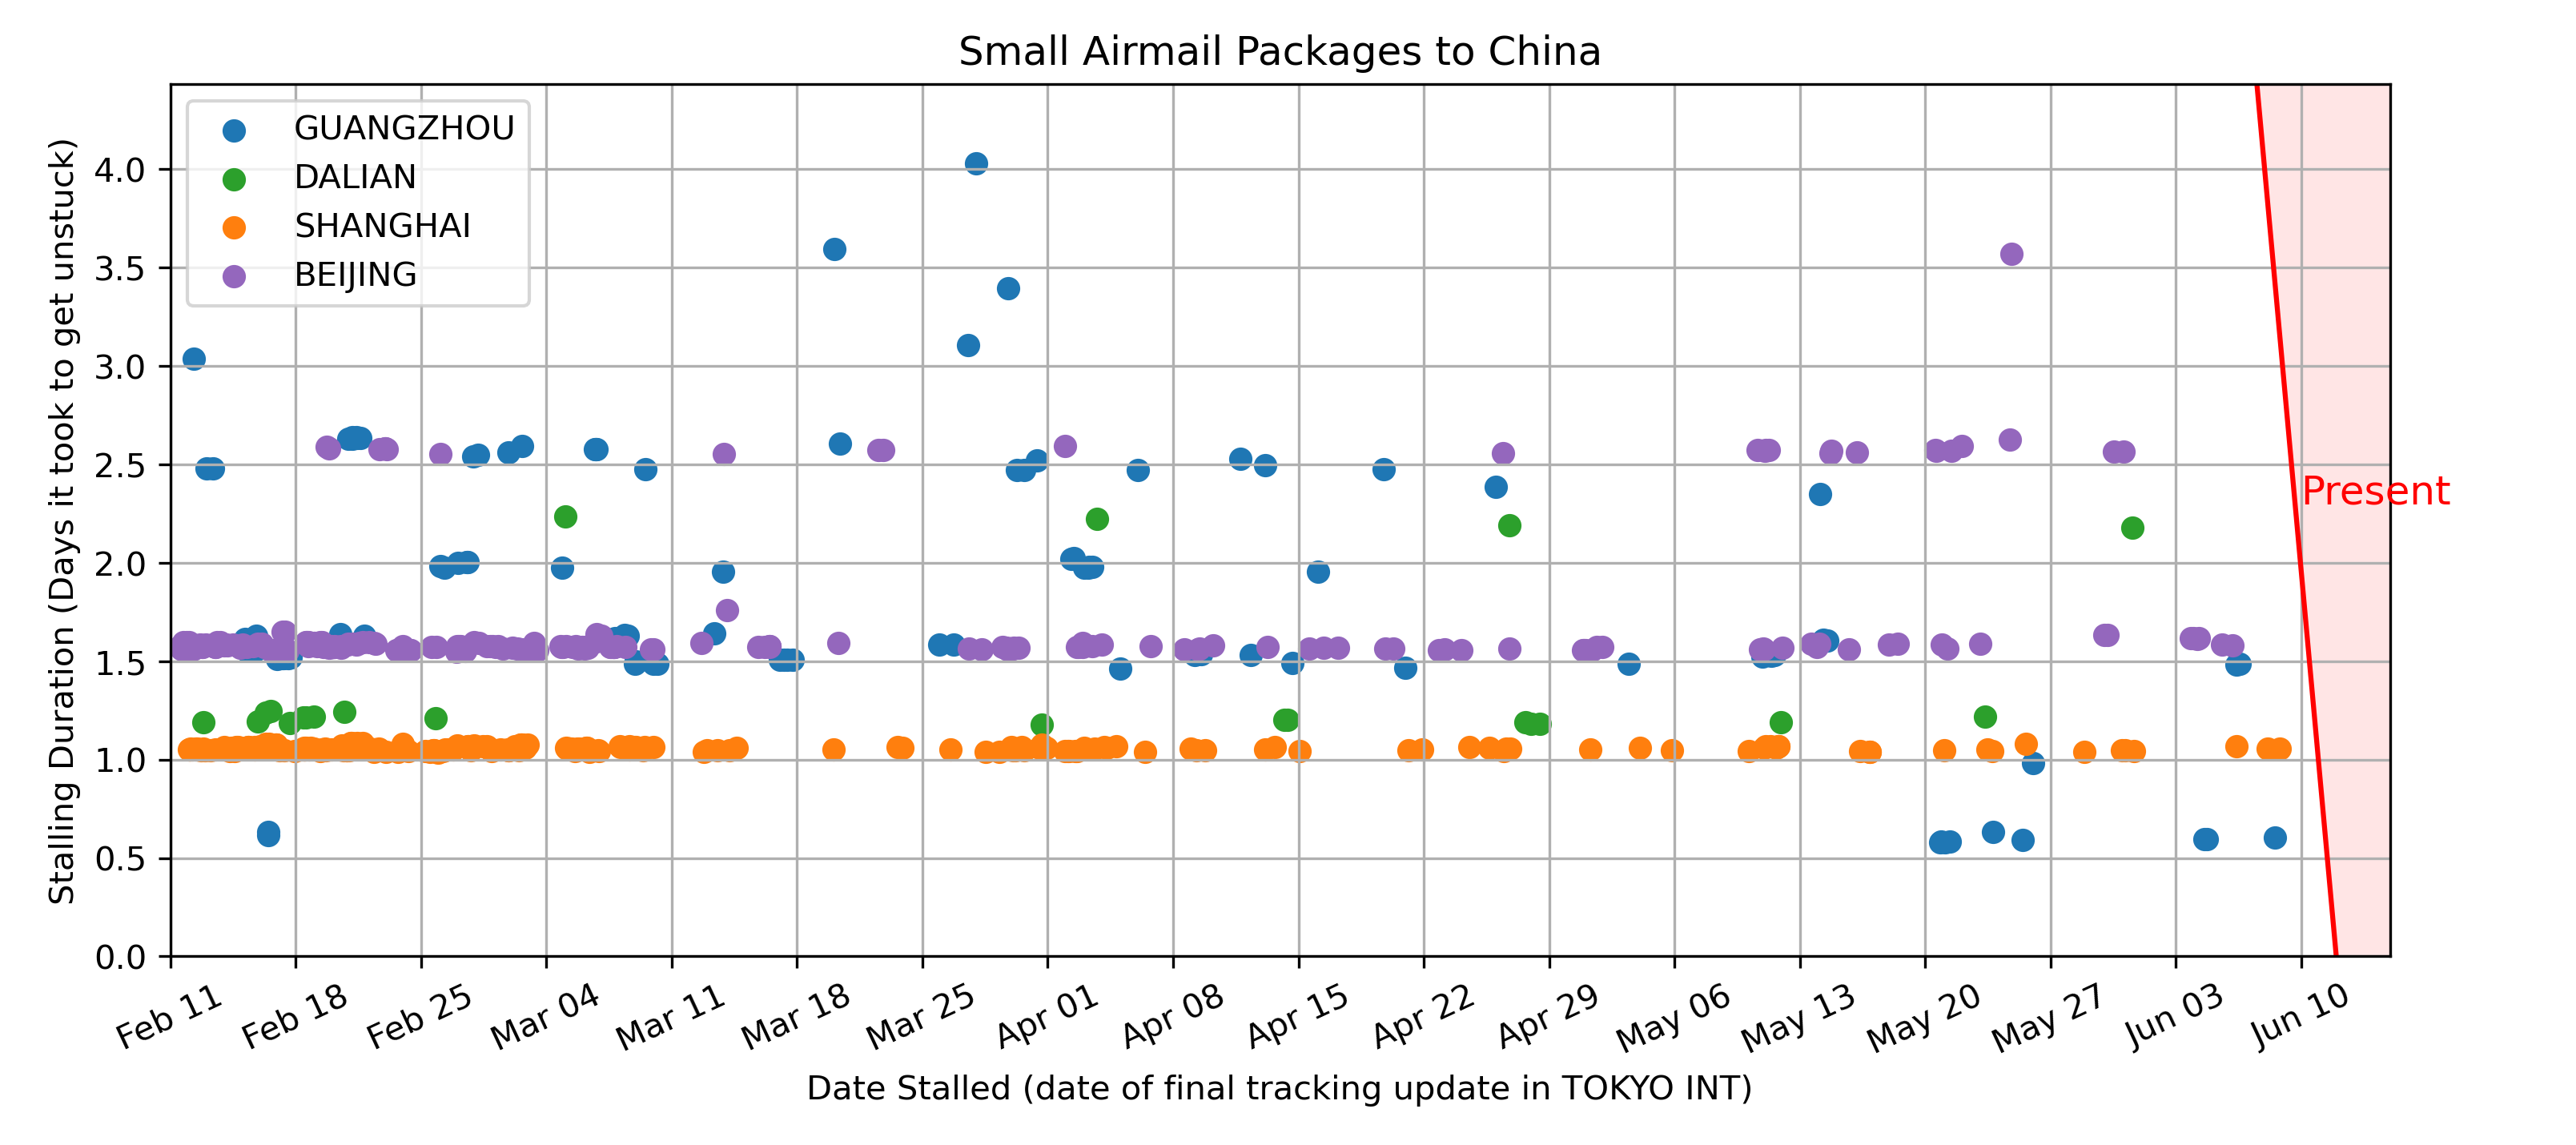 Small Airmail Packages to China
Stalling Duration (Days it took to get unstuck)
4.0
3.5
3.0
2.5
2.0
1.5
1.0
0.5
0.0
GUANGZHOU
DALIAN
SHANGHAI
BEIJING
Present
Feb 11
Feb 18
Feb 25
Mar 04
Mar 11
Mar 18
Mar 25
Apr 01
Apr 08
Apr 15
Apr 22
Apr 29
May 06
May 13
May 20
May 27
Jun 03
Jun 10
Date Stalled (date of final tracking update in TOKYO INT)